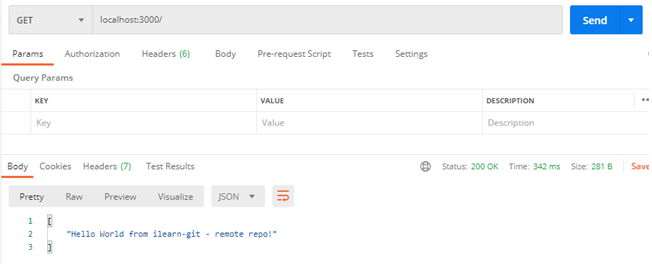 GET localhost:3000/ Send
Params Authorization Headers (6) Body Pre-request Script Tests Settings
Query Params
KEY VALUE DESCRIPTION
Key Value Description
Body Cookies Headers (7) Test Results Status: 200 OK Time: 342 ms Size: 281 B Save
Pretty Raw Preview Visualize JSON
1 [
2 "Hello World from ilearn-git - remote repo!"
3 ]